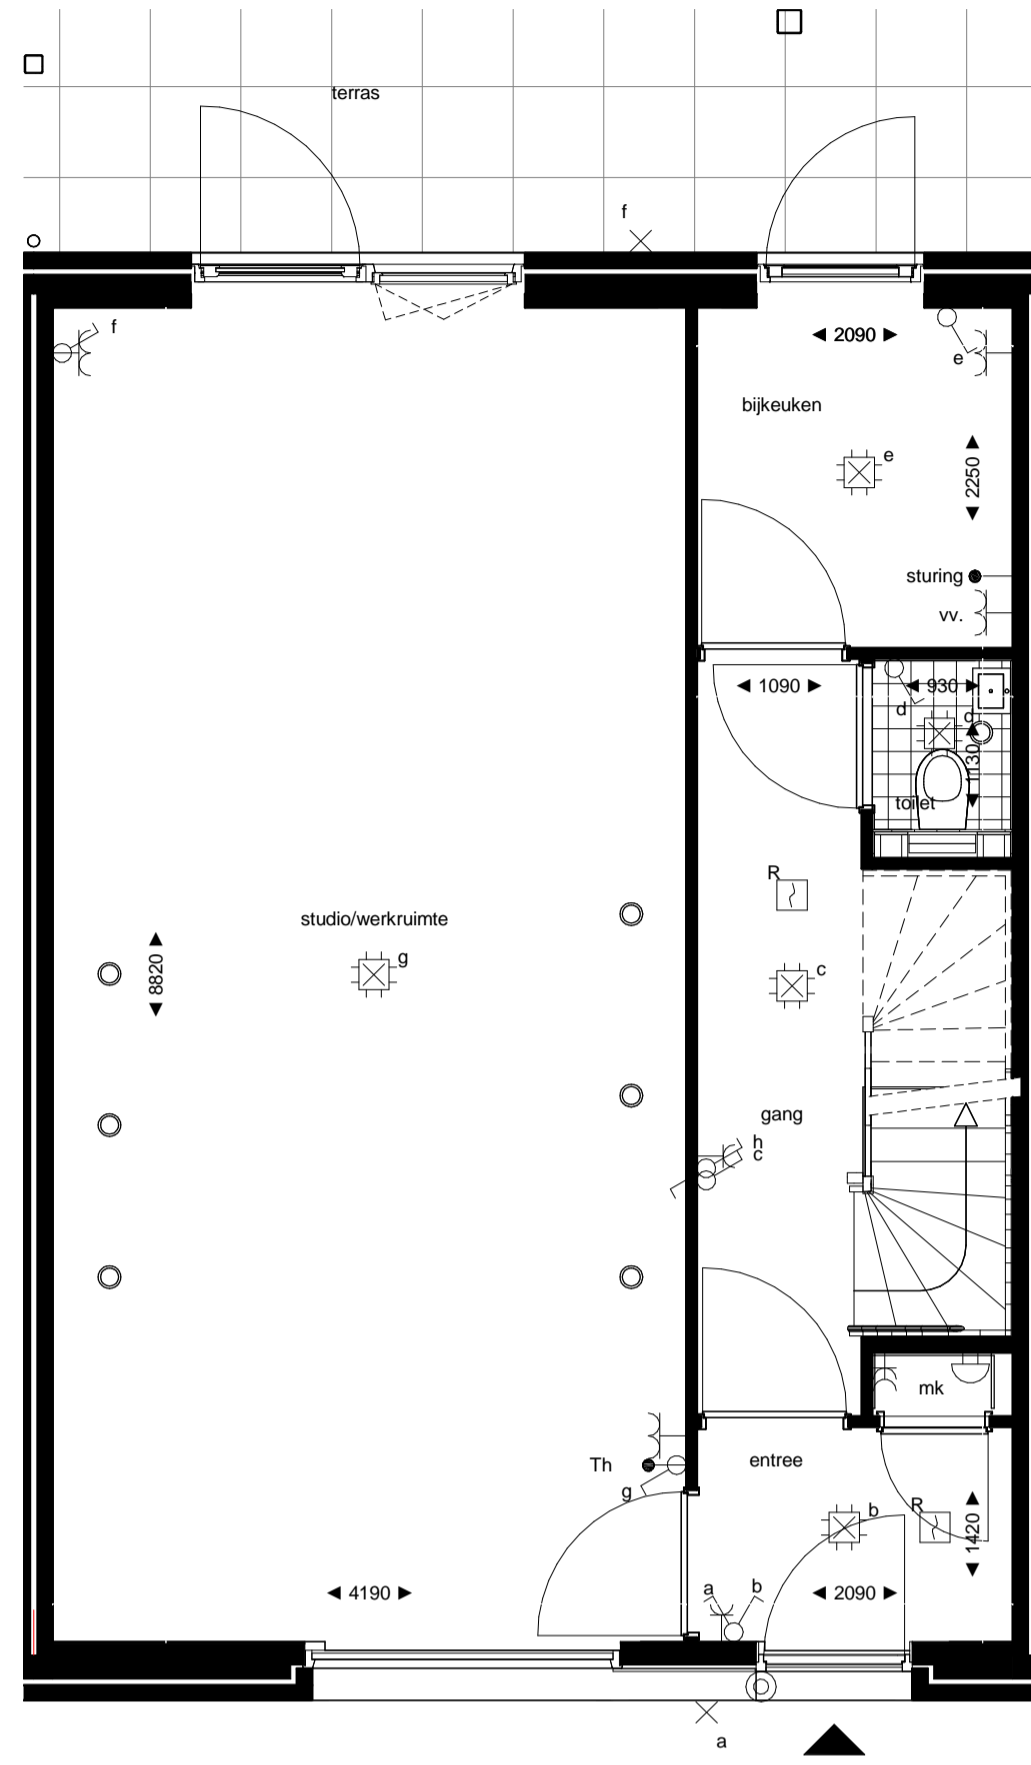 terras
f
f
◄ 2090 ►
e
bijkeuken
e
◄ 2250 ►
sturing
vv.
◄ 1090 ►
◄ 930 ►
d
d
◄ 1130 ►
toilet
R
studio/werkruimte
g
◄ 8820 ►
c
gang
h
c
mk
entree
Th
g
b
R
◄ 1420 ►
◄ 4190 ►
a
b
◄ 2090 ►
a